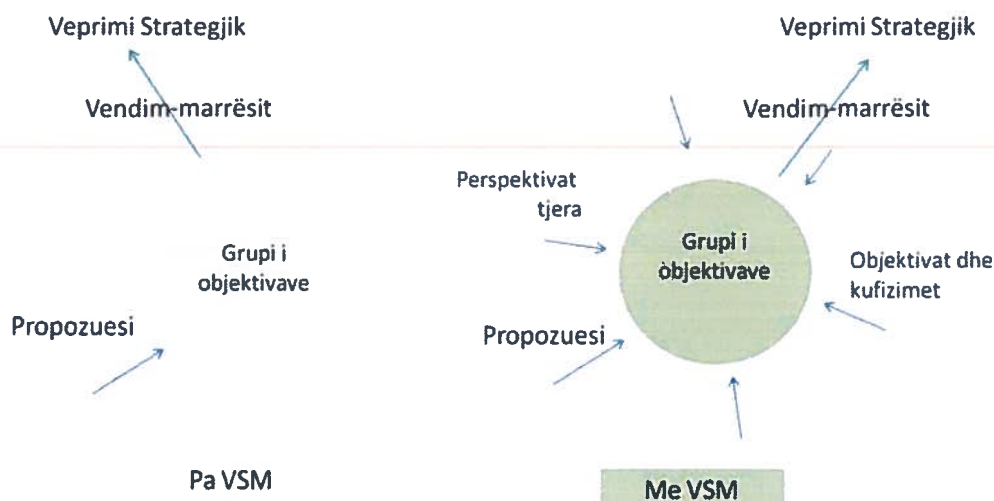 Veprimi Strategjik
Vendim-marrësit
Grupi i
objektivave
Propozuesi
Pa VSM
Veprimi Strategjik
Vendim-marrësit
Perspektivat
tjera
Grupi i
objektivave
Objektivat dhe
kufizimet
Propozuesi
Me VSM